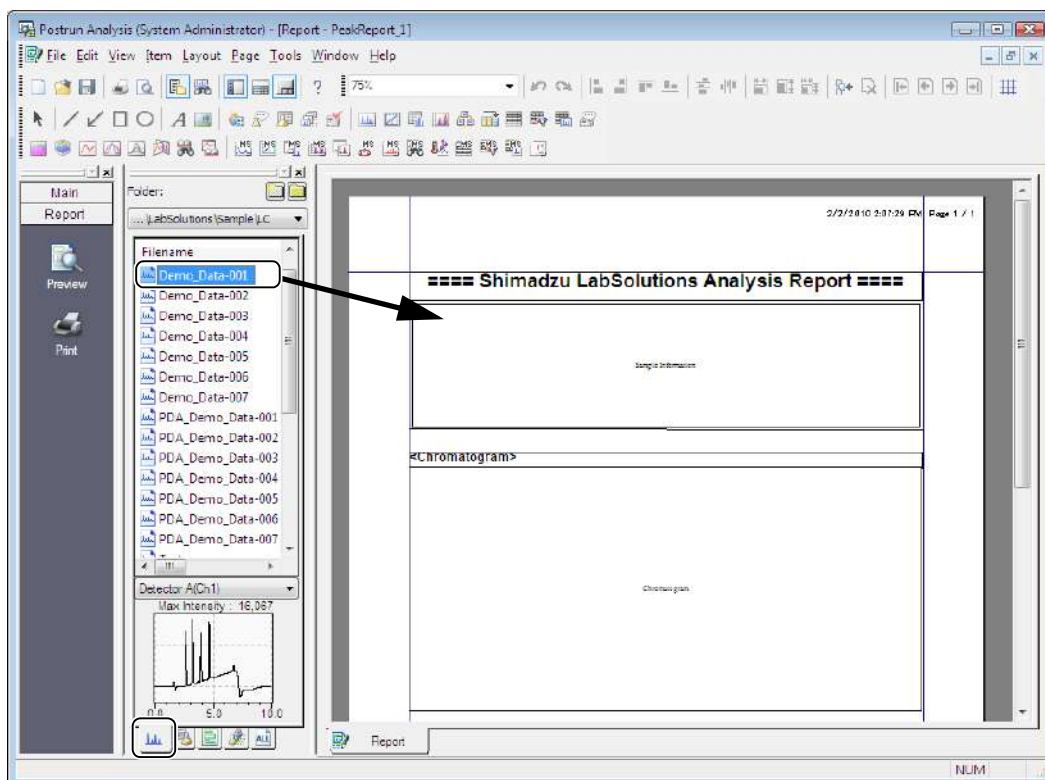 Postrun Analysis (System Administrator) - [Report - PeakReport_1]
File Edit View Item Layout Page Tools Window Help
75%
Main
Report
Preview
Print
Folder:
...\LabSolutions\Sample\LC
Filename
Demo_Data-001
Demo_Data-002
Demo_Data-003
Demo_Data-004
Demo_Data-005
Demo_Data-006
Demo_Data-007
PDA_Demo_Data-001
PDA_Demo_Data-002
PDA_Demo_Data-003
PDA_Demo_Data-004
PDA_Demo_Data-005
PDA_Demo_Data-006
PDA_Demo_Data-007
Detector A(Ch1)
Max Intensity : 16,067
0.0 5.0 10.0
ALL
2/2/2010 2:07:29 PM Page 1 / 1
==== Shimadzu LabSolutions Analysis Report ====
Sample Information
<Chromatogram>
Chromatogram
Report
NUM